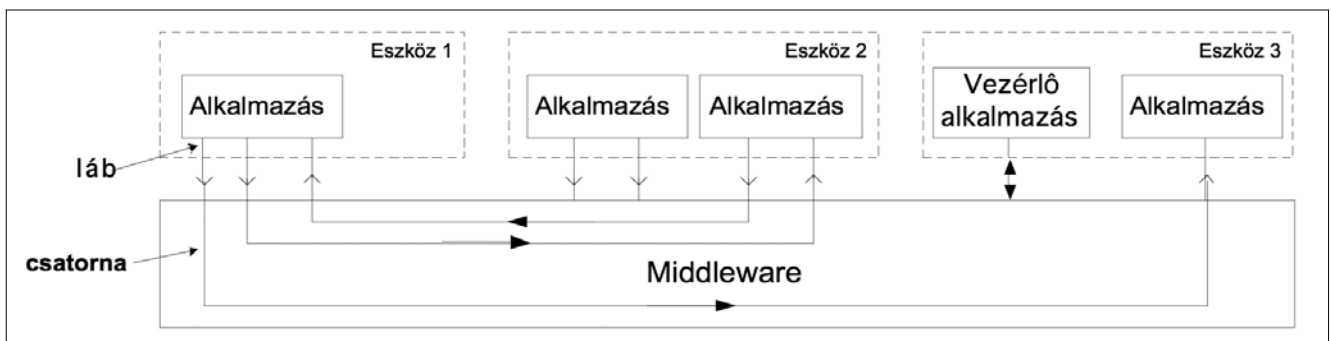 Eszköz 1
Eszköz 2
Eszköz 3
Alkalmazás
Alkalmazás
Alkalmazás
Vezérlô
alkalmazás
Alkalmazás
láb
csatorna
Middleware